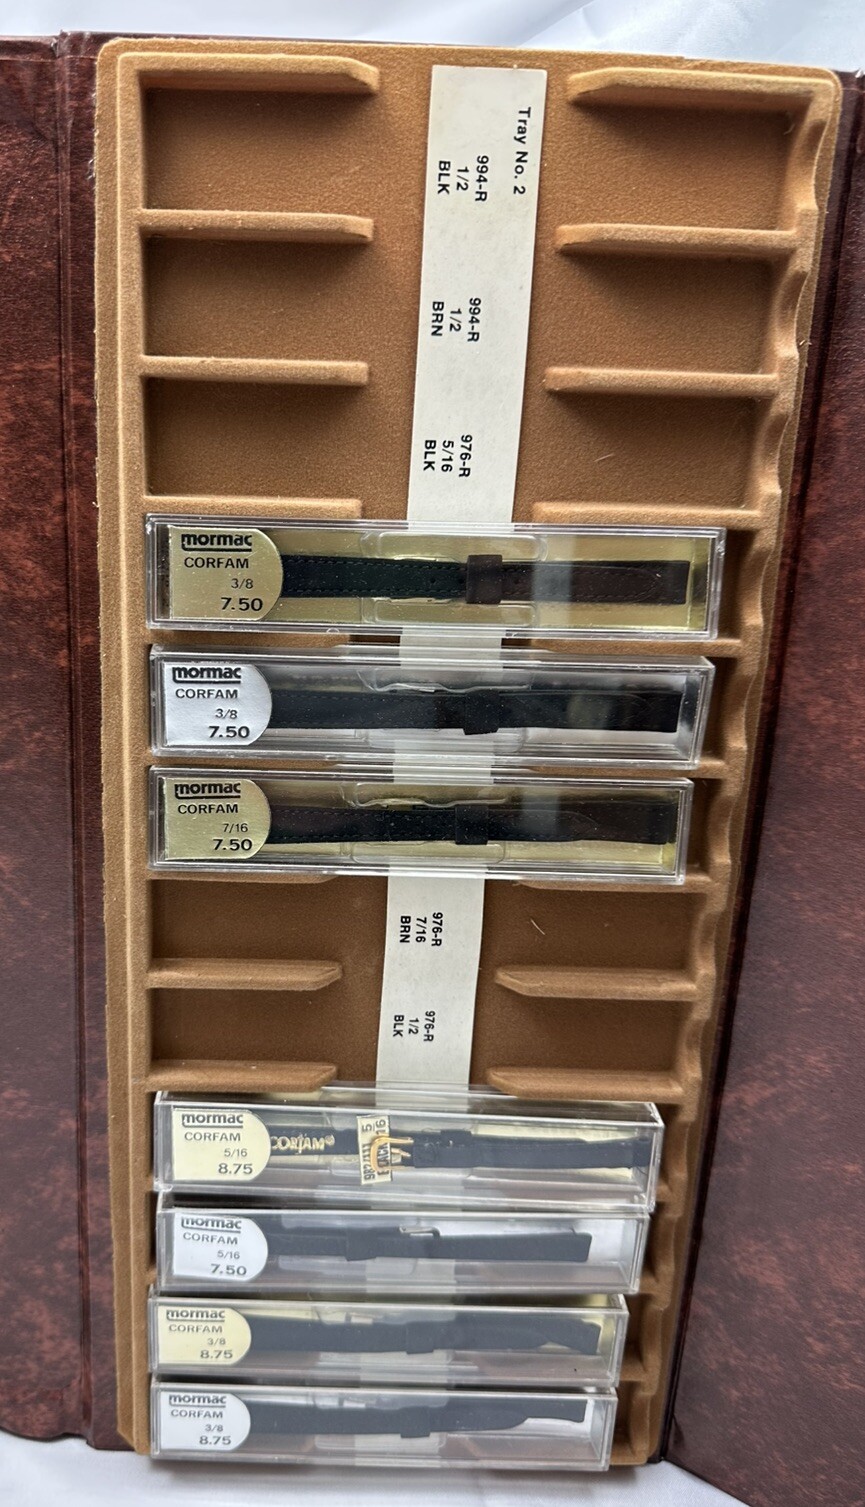 Tray No. 2
994-R
1/2
BLK
994-R
1/2
BRN
976-R
5/16
BLK
mormac
CORFAM
3/8
7.50
mormac
CORFAM
3/8
7.50
mormac
CORFAM
7/16
7.50
976-R
7/16
BRN
976-R
1/2
BLK
mormac
CORFAM
5/16
8.75
CORFAM®
mormac
CORFAM
5/16
7.50
mormac
CORFAM
3/8
8.75
mormac
CORFAM
3/8
8.75